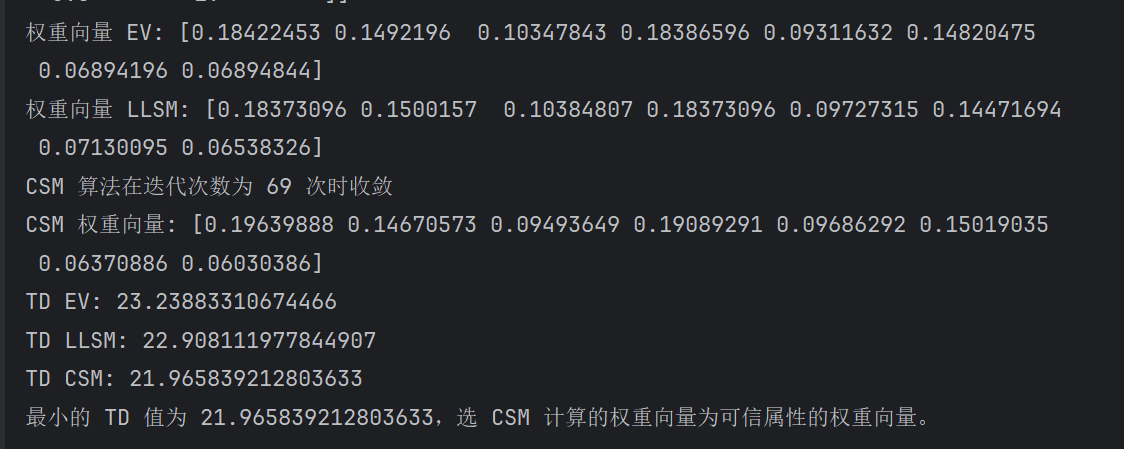 权重向量 EV: [0.18422453 0.1492196  0.10347843 0.18386596 0.09311632 0.14820475
 0.06894196 0.06894844]
权重向量 LLSM: [0.18373096 0.1500157  0.10384807 0.18373096 0.09727315 0.14471694
 0.07130095 0.06538326]
CSM 算法在迭代次数为 69 次时收敛
CSM 权重向量: [0.19639888 0.14670573 0.09493649 0.19089291 0.09686292 0.15019035
 0.06370886 0.06030386]
TD EV: 23.23883310674466
TD LLSM: 22.908111977844907
TD CSM: 21.965839212803633
最小的 TD 值为 21.965839212803633，选 CSM 计算的权重向量为可信属性的权重向量。